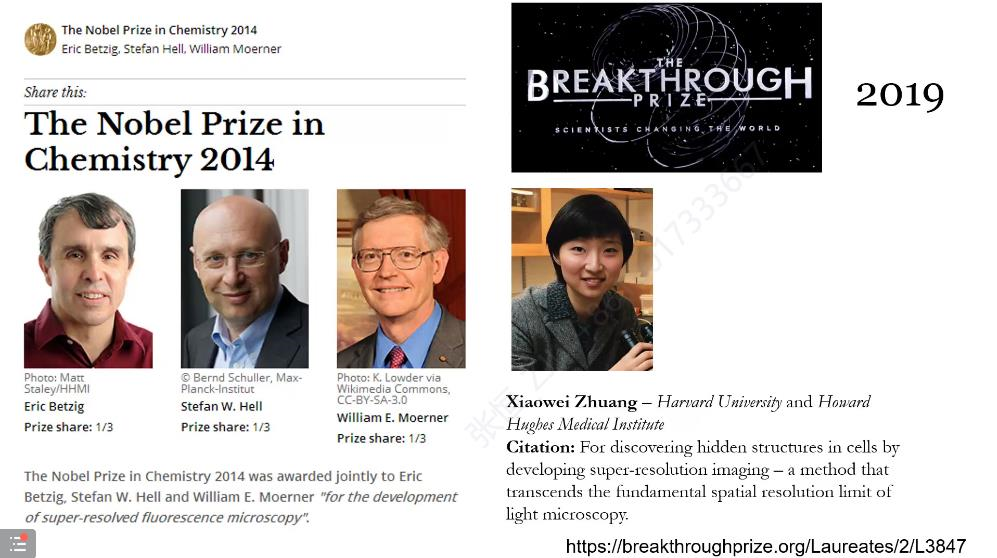 The Nobel Prize in Chemistry 2014
Eric Betzig, Stefan Hell, William Moerner
Share this:
The Nobel Prize in
Chemistry 2014
Photo: Matt
Staley/HHMI
Eric Betzig
Prize share: 1/3
© Bernd Schuller, Max-
Planck-Institut
Stefan W. Hell
Prize share: 1/3
Photo: K. Lowder via
Wikimedia Commons,
CC-BY-SA-3.0
William E. Moerner
Prize share: 1/3
The Nobel Prize in Chemistry 2014 was awarded jointly to Eric
Betzig, Stefan W. Hell and William E. Moerner "for the development
of super-resolved fluorescence microscopy".
THE
BREAKTHROUGH
PRIZE
SCIENTISTS CHANGING THE WORLD
2019
Xiaowei Zhuang – Harvard University and Howard
Hughes Medical Institute
Citation: For discovering hidden structures in cells by
developing super-resolution imaging – a method that
transcends the fundamental spatial resolution limit of
light microscopy.
https://breakthroughprize.org/Laureates/2/L3847